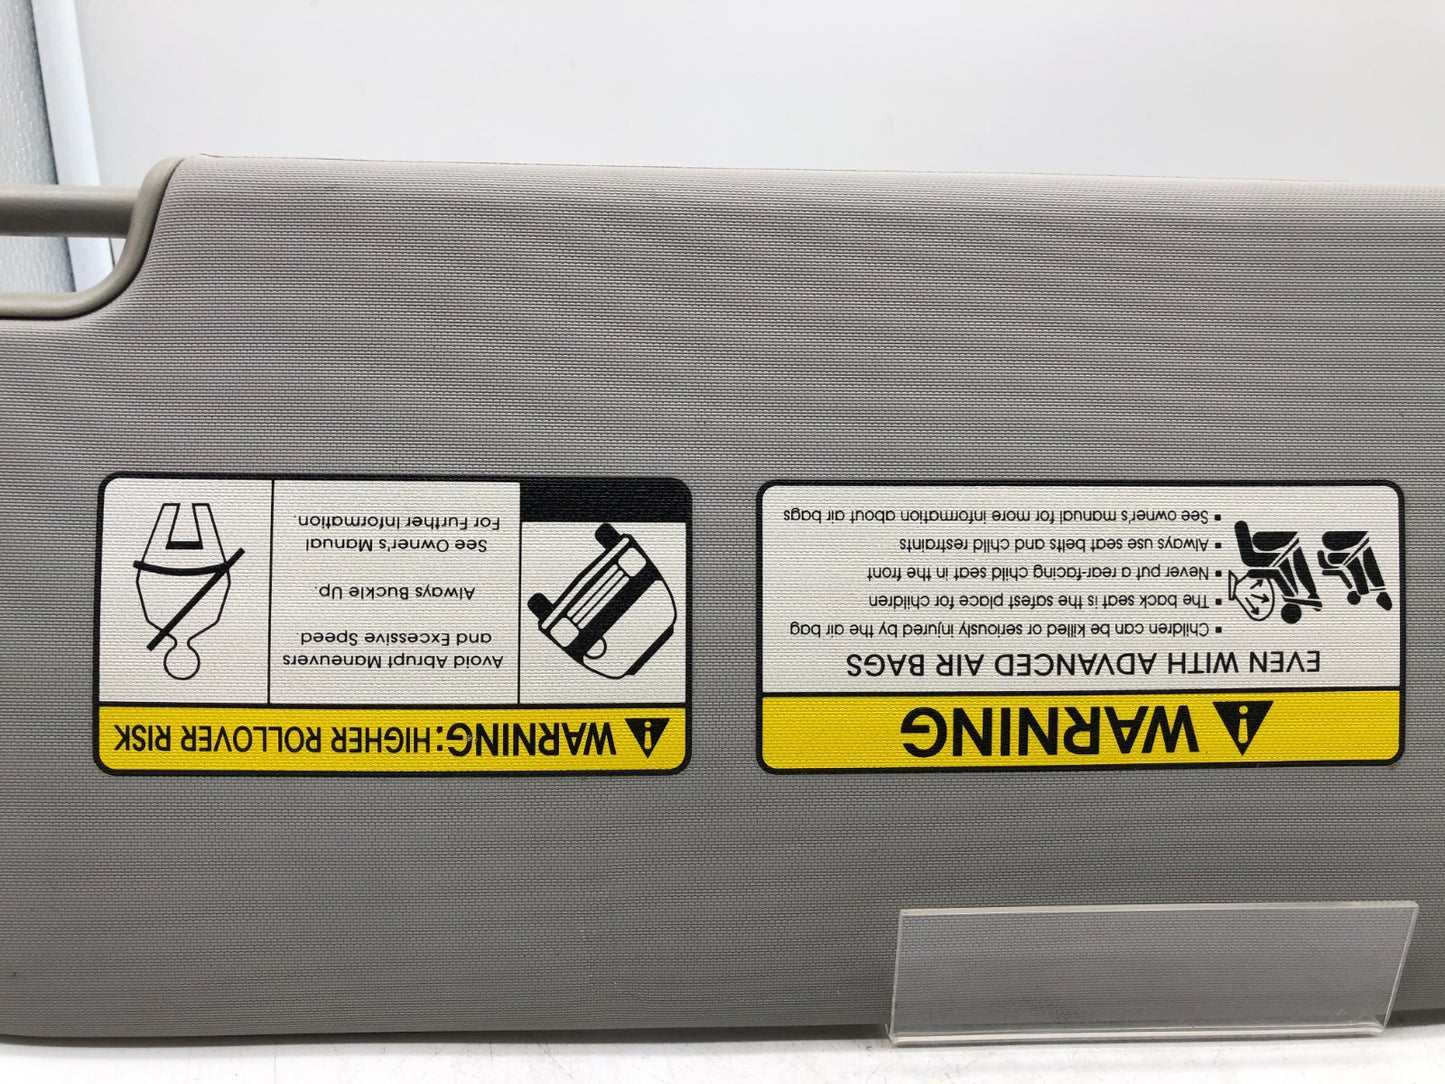 WARNING
EVEN WITH ADVANCED AIR BAGS
▪ Children can be killed or seriously injured by the air bag
▪ The back seat is the safest place for children
▪ Never put a rear-facing child seat in the front
▪ Always use seat belts and child restraints
▪ See owner's manual for more information about air bags
WARNING: HIGHER ROLLOVER RISK
Avoid Abrupt Maneuvers
and Excessive Speed
Always Buckle Up.
See Owner's Manual
For Further Information.